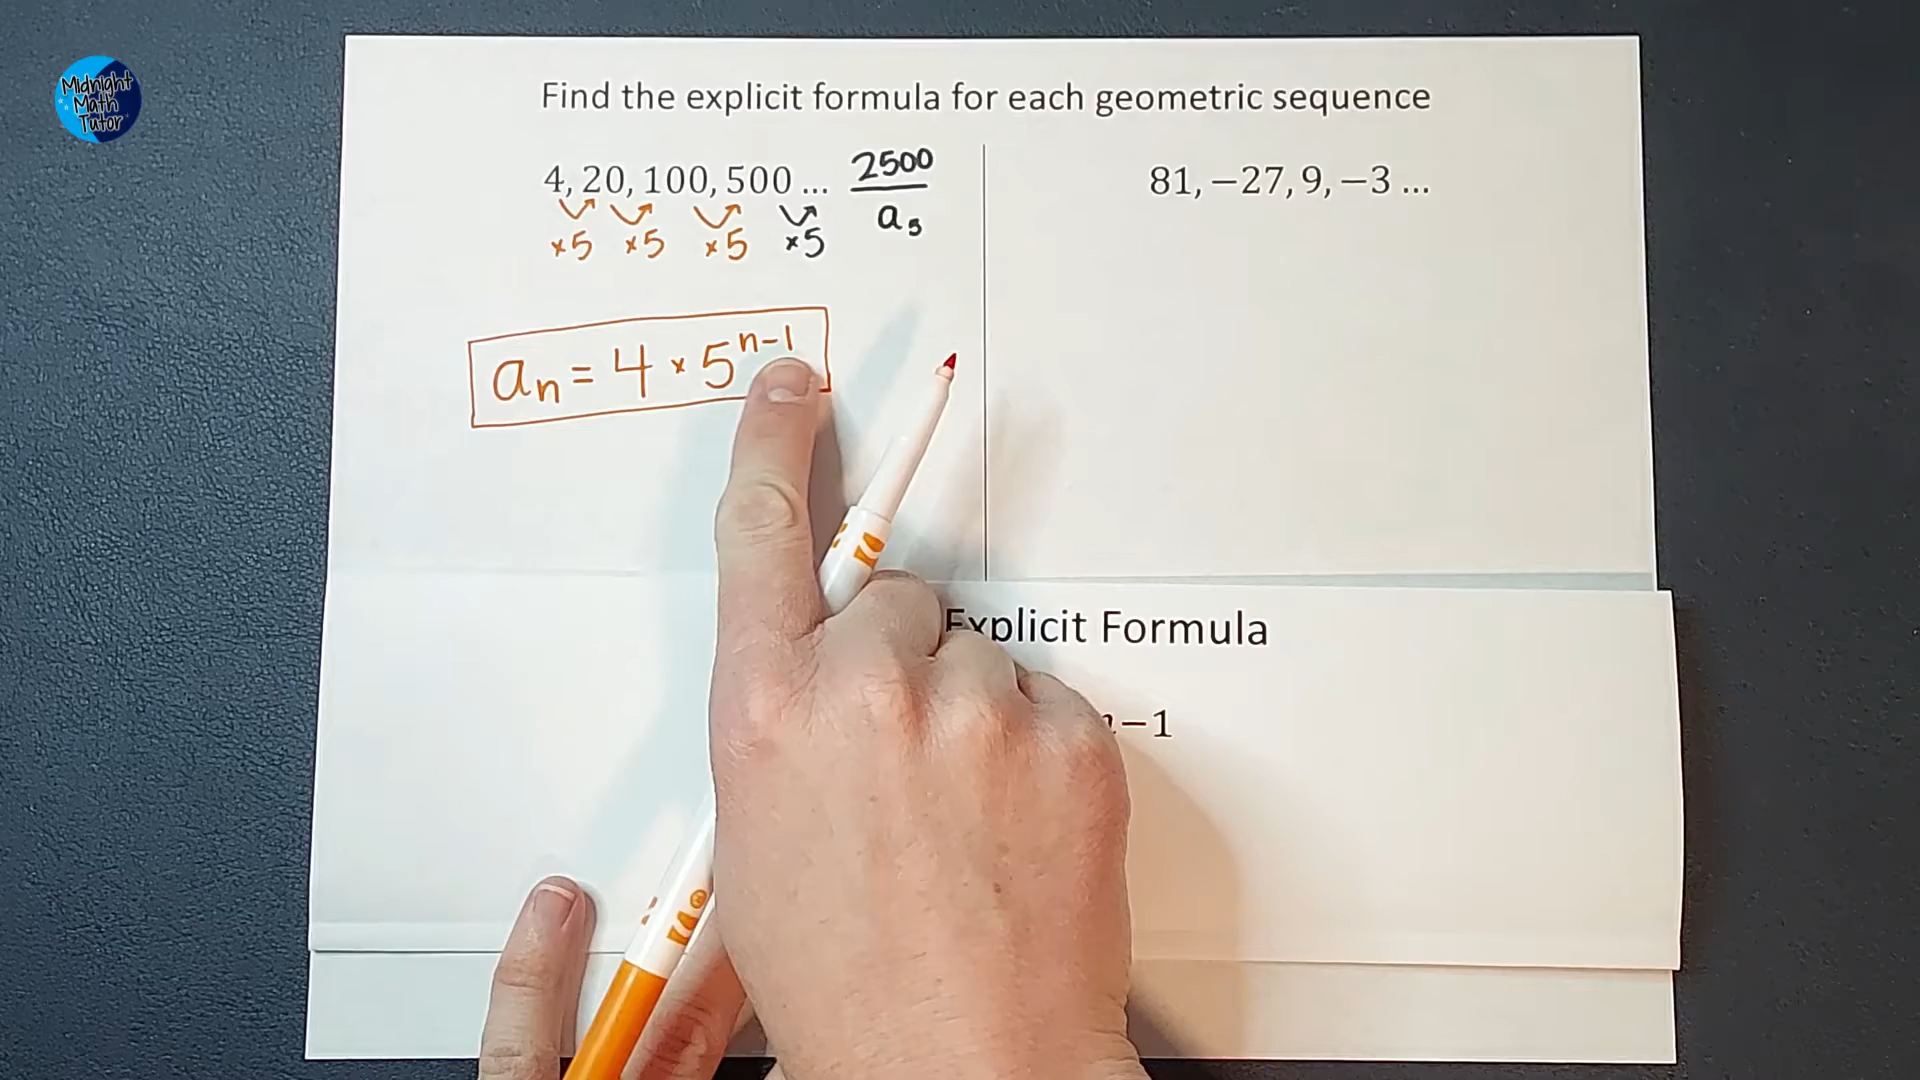 Midnight
Math
Tutor
Find the explicit formula for each geometric sequence
4, 20, 100, 500 ... 2500
a₅
×5 ×5 ×5 ×5
aₙ = 4 × 5ⁿ⁻¹
81, −27, 9, −3 ...
Explicit Formula
−1